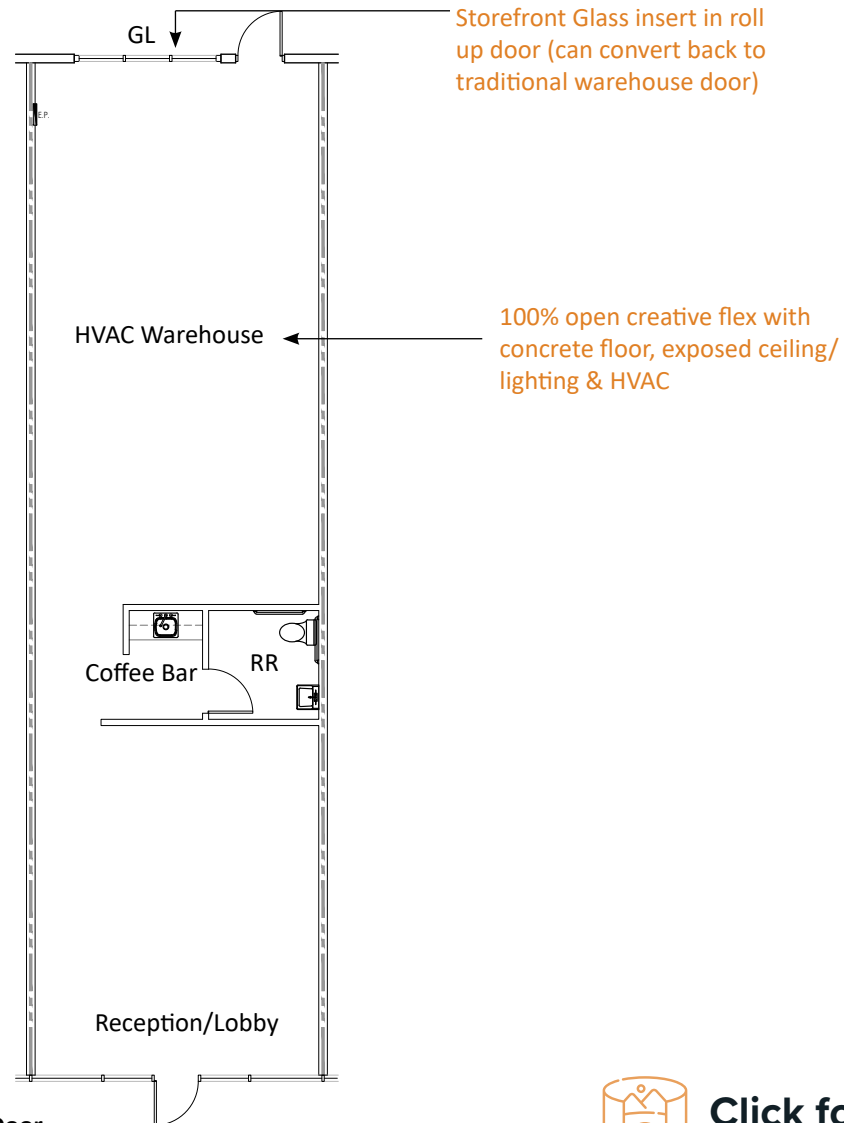 GL
Storefront Glass insert in roll
up door (can convert back to
traditional warehouse door)
E.P.
HVAC Warehouse
100% open creative flex with
concrete floor, exposed ceiling/
lighting & HVAC
Coffee Bar
RR
Reception/Lobby
Click